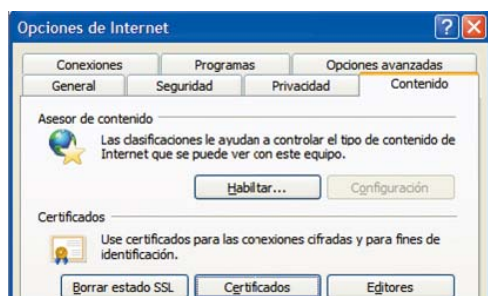 Opciones de Internet
Conexiones Programas Opciones avanzadas
General Seguridad Privacidad Contenido
Asesor de contenido
Las clasificaciones le ayudan a controlar el tipo de contenido de
Internet que se puede ver con este equipo.
Habilitar... Configuración
Certificados
Use certificados para las conexiones cifradas y para fines de
identificación.
Borrar estado SSL Certificados Editores